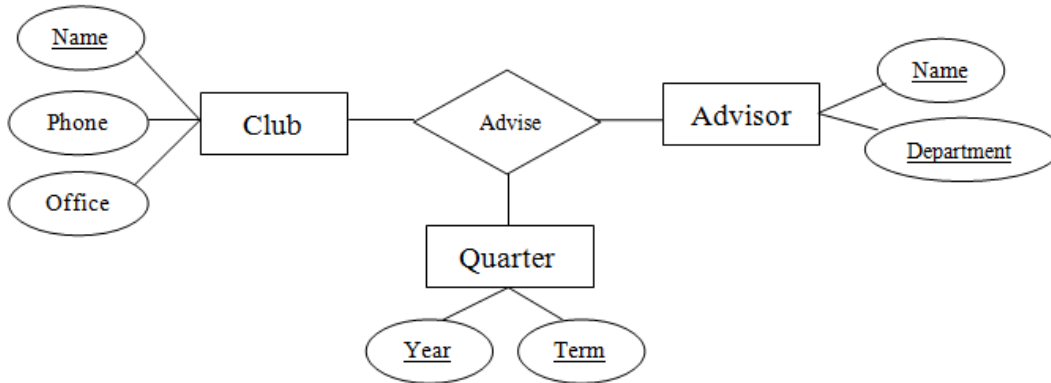 Name
Phone
Office
Club
Advise
Advisor
Name
Department
Quarter
Year
Term